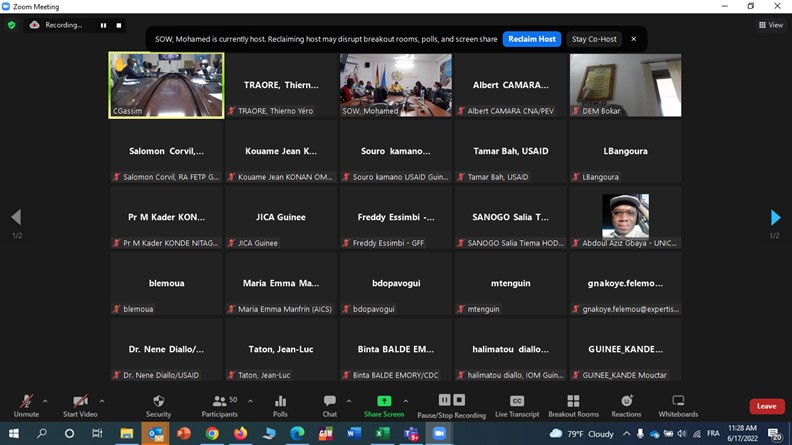 Zoom Meeting
Recording...
SOW, Mohamed is currently host. Reclaiming host may disrupt breakout rooms, polls, and screen share
Reclaim Host
Stay Co-Host
View
CGassim
TRAORE, Thiern...
TRAORE, Thierno Yéro
SOW, Mohamed
Albert CAMARA...
Albert CAMARA CNA/PEV
DEM Bokar
Salomon Corvil,...
Salomon Corvil, RA FETP G...
Kouame Jean K...
Kouame Jean KONAN OM...
Souro kamano...
Souro kamano USAID Guin...
Tamar Bah, USAID
Tamar Bah, USAID
LBangoura
LBangoura
Pr M Kader KON...
Pr M Kader KONDE NITAG...
JICA Guinee
JICA Guinee
Freddy Essimbi -...
Freddy Essimbi - GFF
SANOGO Salia T...
SANOGO Salia Tiema HOD...
Abdoul Aziz Gbaya - UNIC...
1/2
1/2
blemoua
blemoua
Maria Emma Ma...
Maria Emma Manfrin (AICS)
bdopavogui
bdopavogui
mtenguin
mtenguin
gnakoye.felemo...
gnakoye.felemou@expertis...
Dr. Nene Diallo/...
Dr. Nene Diallo/USAID
Taton, Jean-Luc
Taton, Jean-Luc
Binta BALDE EM...
Binta BALDE EMORY/CDC
halimatou diallo...
halimatou diallo, IOM Guin...
GUINEE_KANDE...
GUINEE_KANDE Mouctar
Unmute
Start Video
Security
Participants
50
Polls
Chat
Share Screen
Pause/Stop Recording
CC
Live Transcript
Breakout Rooms
Reactions
Whiteboards
Leave
79°F Cloudy
FRA
11:28 AM
6/17/2022
20